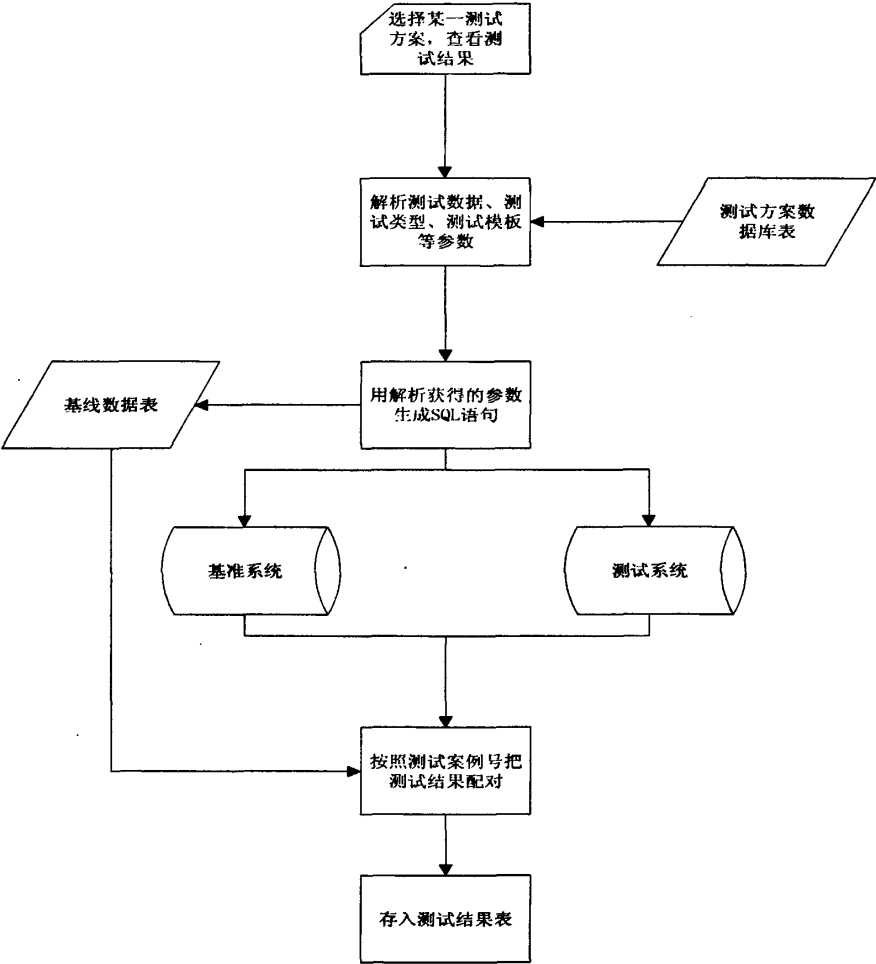 选择某一测试
方案，查看测
试结果
解析测试数据、测
试类型、测试模板
等参数
测试方案数
据库表
基线数据表
用解析获得的参数
生成SQL语句
基准系统
测试系统
按照测试案例号把
测试结果配对
存入测试结果表